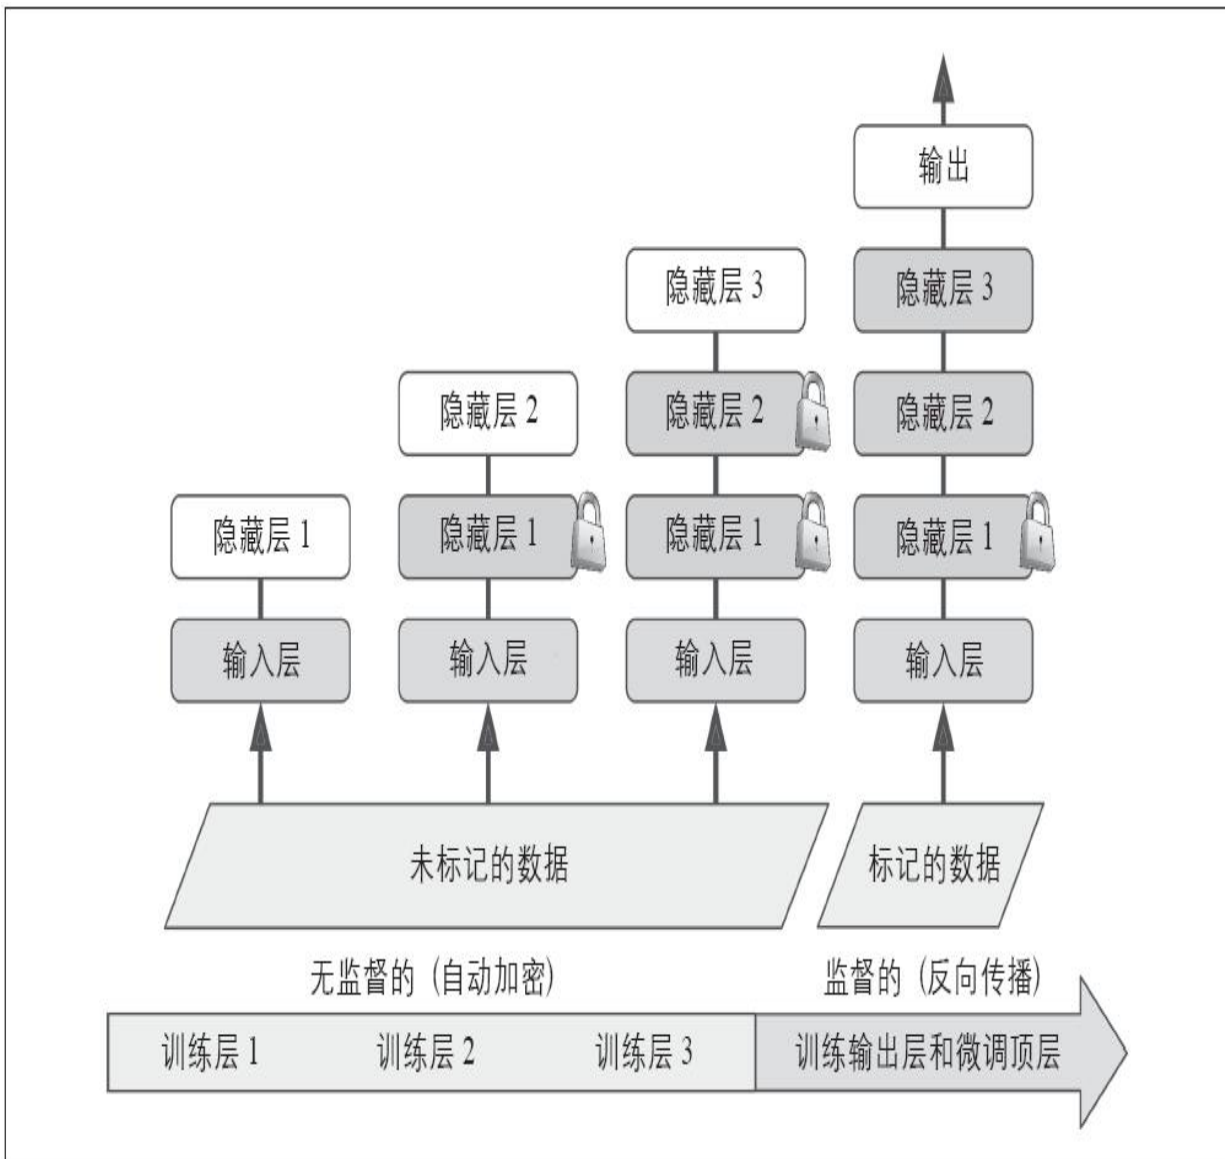 输出
隐藏层 3
隐藏层 3
隐藏层 2
隐藏层 2
隐藏层 2
隐藏层 1
隐藏层 1
隐藏层 1
隐藏层 1
输入层
输入层
输入层
输入层
未标记的数据
标记的数据
无监督的（自动加密）
监督的（反向传播）
训练层 1
训练层 2
训练层 3
训练输出层和微调顶层